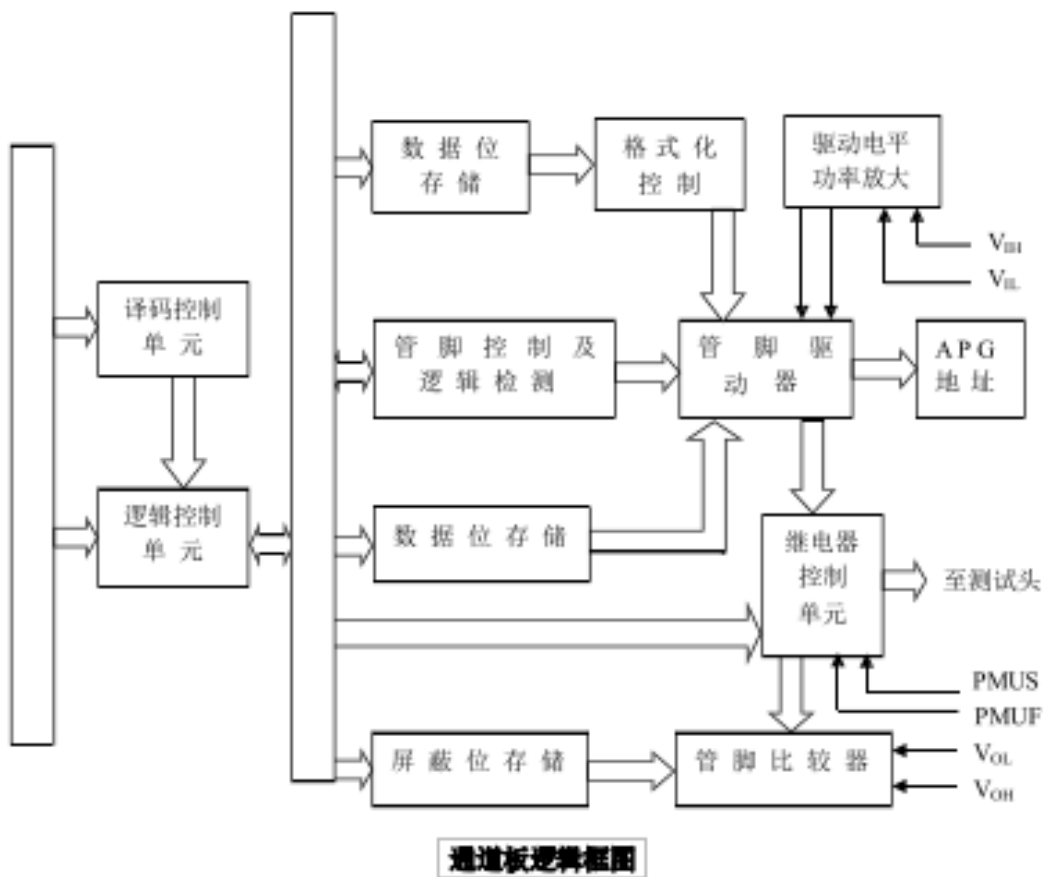 数据位
存储
格式化
控制
驱动电平
功率放大
V_IH
V_IL
译码控制
单元
管脚控制及
逻辑检测
管脚驱
动器
APG
地址
逻辑控制
单元
数据位存储
继电器
控制
单元
至测试头
PMUS
PMUF
屏蔽位存储
管脚比较器
V_OL
V_OH
通道板逻辑框图